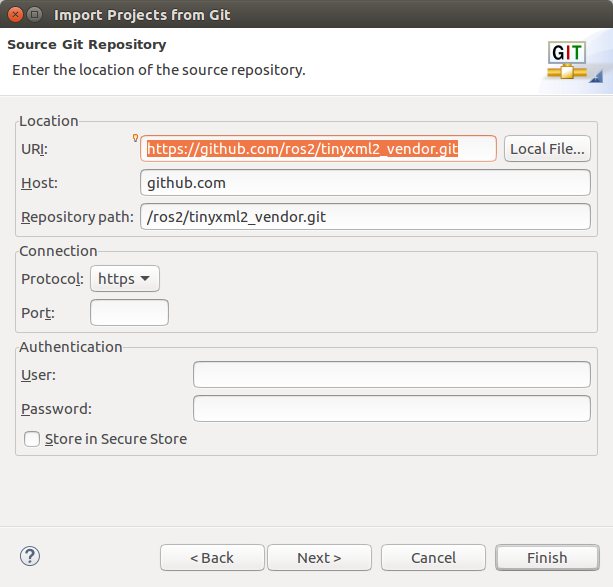 Import Projects from Git
Source Git Repository
Enter the location of the source repository.
GIT
Location
URI: https://github.com/ros2/tinyxml2_vendor.git Local File...
Host: github.com
Repository path: /ros2/tinyxml2_vendor.git
Connection
Protocol: https
Port:
Authentication
User:
Password:
Store in Secure Store
? < Back Next > Cancel Finish